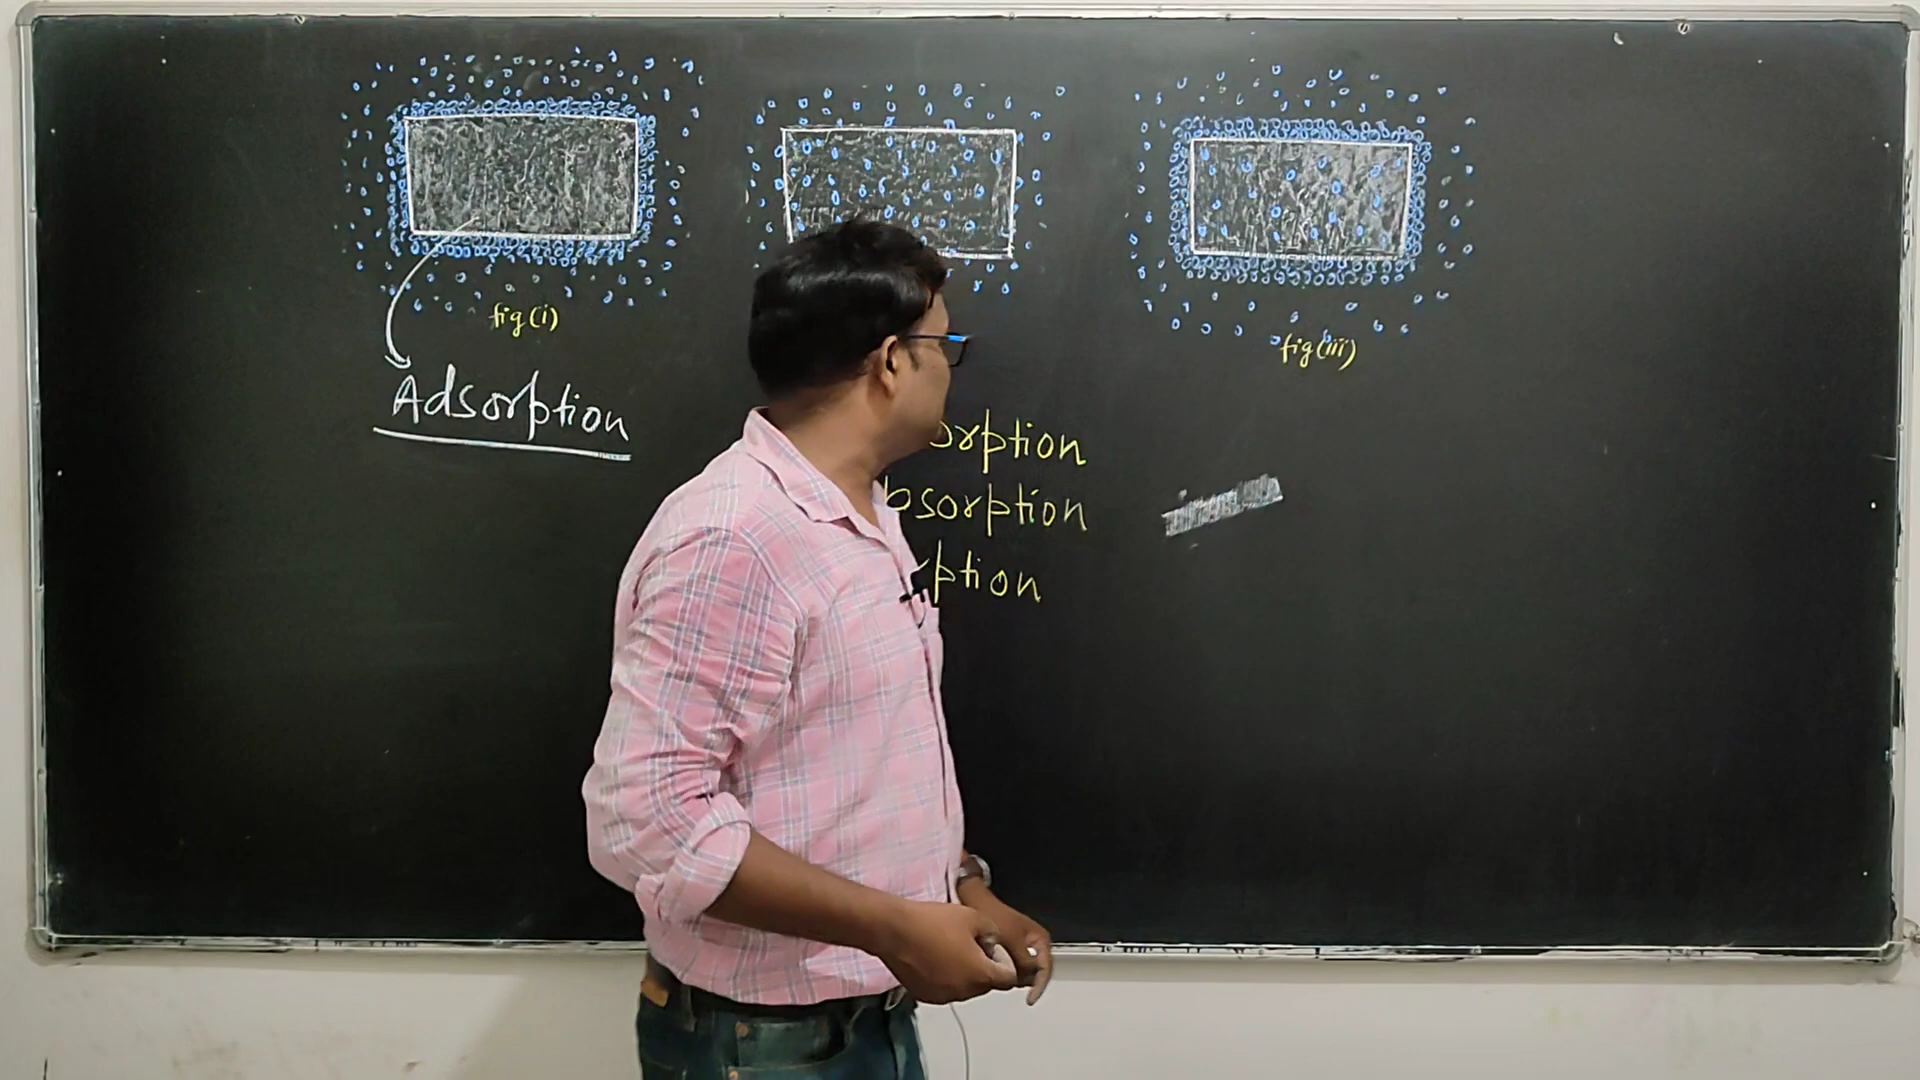 fig (i)
fig (iii)
Adsorption
orption
bsorption
ption